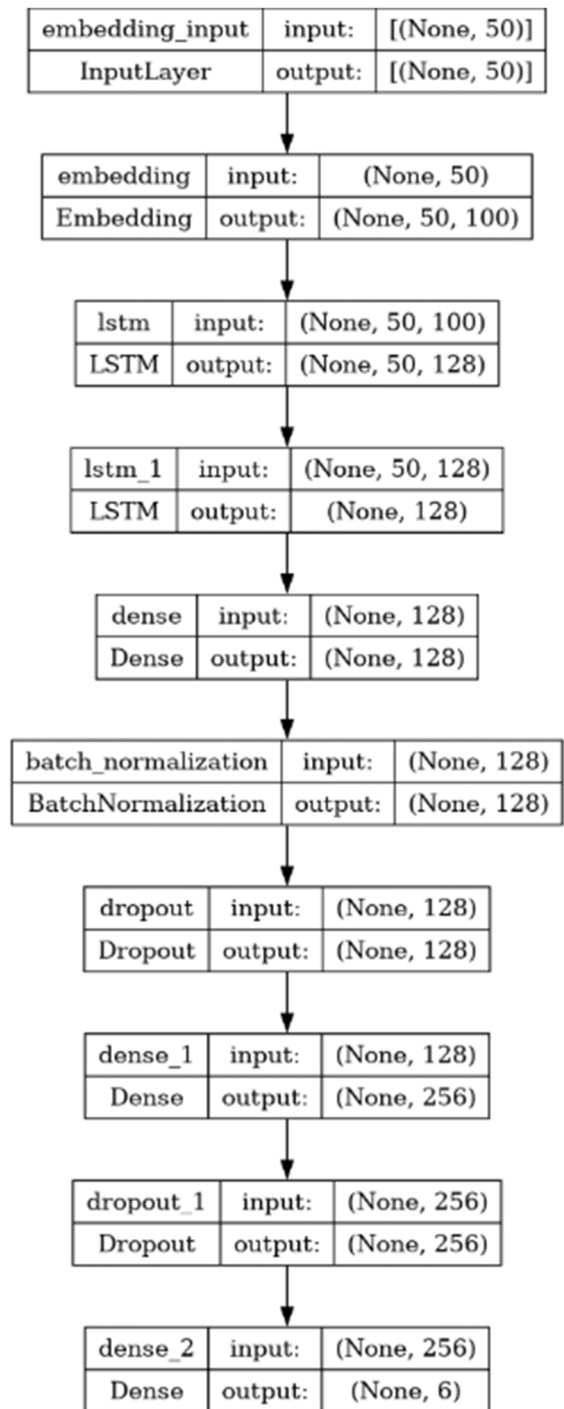 embedding_input input: [(None, 50)]
InputLayer output: [(None, 50)]
embedding input: (None, 50)
Embedding output: (None, 50, 100)
lstm input: (None, 50, 100)
LSTM output: (None, 50, 128)
lstm_1 input: (None, 50, 128)
LSTM output: (None, 128)
dense input: (None, 128)
Dense output: (None, 128)
batch_normalization input: (None, 128)
BatchNormalization output: (None, 128)
dropout input: (None, 128)
Dropout output: (None, 128)
dense_1 input: (None, 128)
Dense output: (None, 256)
dropout_1 input: (None, 256)
Dropout output: (None, 256)
dense_2 input: (None, 256)
Dense output: (None, 6)